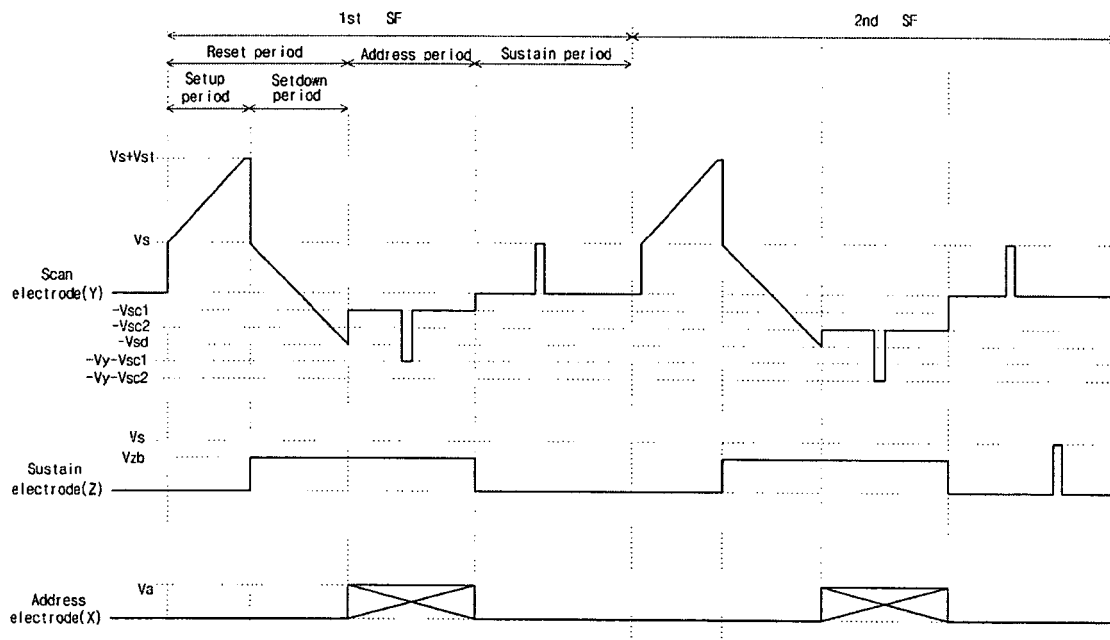 1st SF
2nd SF
Reset period
Address period
Sustain period
Setup
period
Setdown
period
Vs+Vst
Vs
Scan
electrode(Y)
-Vsc1
-Vsc2
-Vsd
-Vy-Vsc1
-Vy-Vsc2
Vs
Vzb
Sustain
electrode(Z)
Va
Address
electrode(X)